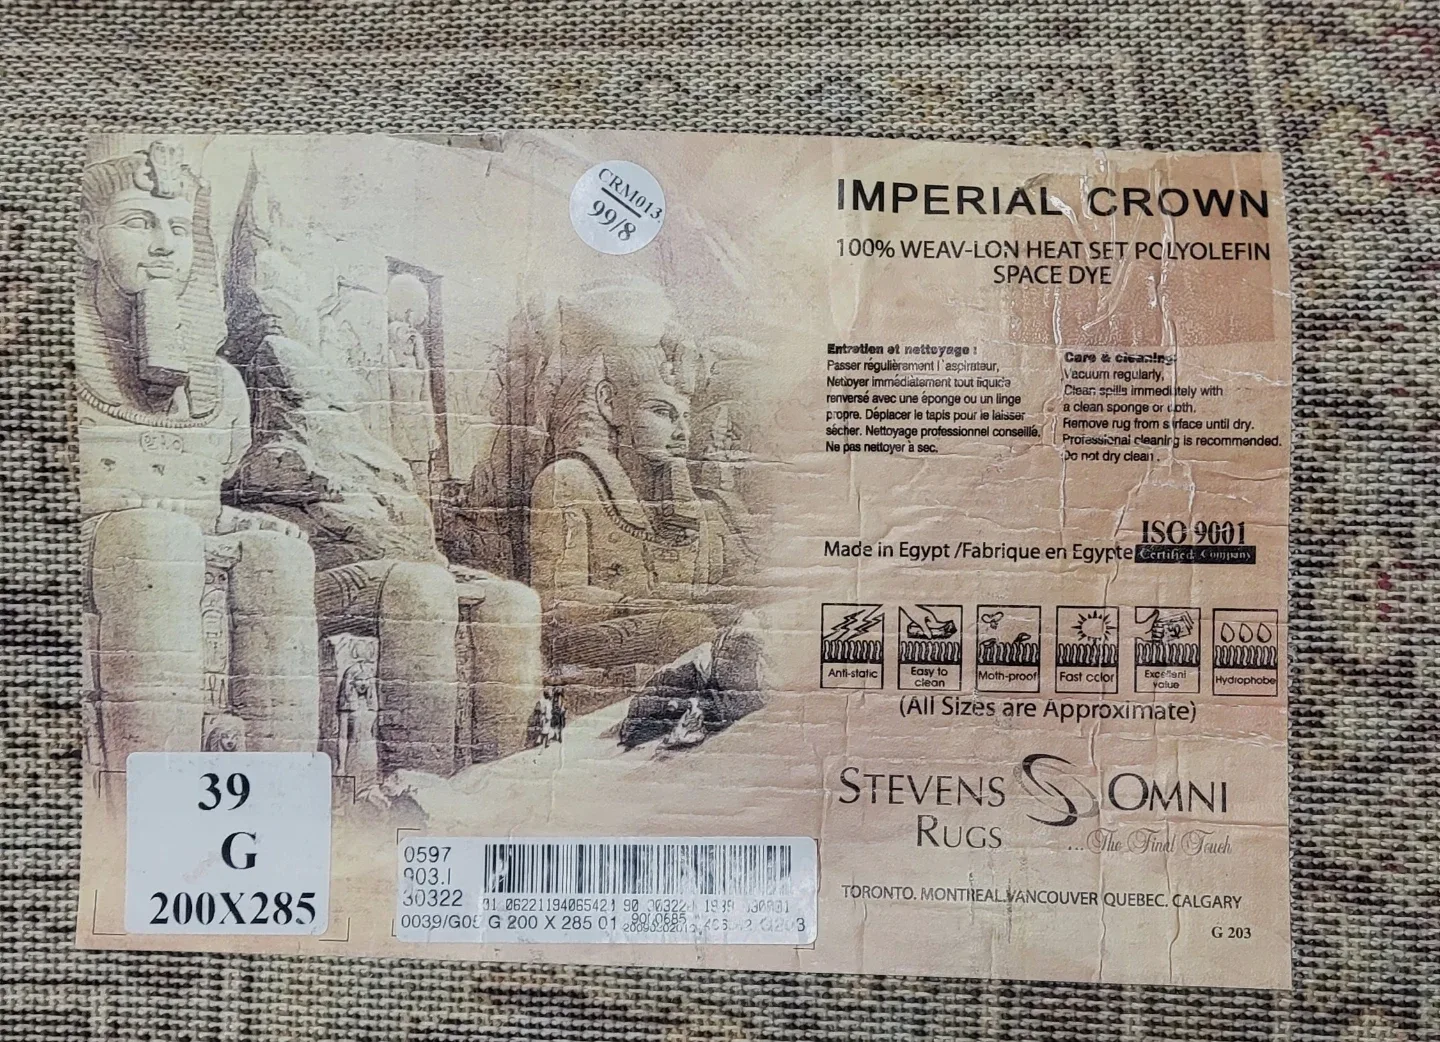 CRM013
99/8
IMPERIAL CROWN
100% WEAV-LON HEAT SET POLYOLEFIN
SPACE DYE
Entretien et nettoyage :
Passer régulièrement l'aspirateur,
Nettoyer immédiatement tout liquide
renversé avec une éponge ou un linge
propre. Déplacer le tapis pour le laisser
sécher. Nettoyage professionnel conseillé.
Ne pas nettoyer à sec.
Care & cleaning:
Vacuum regularly,
Clean spills immediately with
a clean sponge or cloth.
Remove rug from surface until dry.
Professional cleaning is recommended.
Do not dry clean .
Made in Egypt /Fabrique en Egypte
ISO 9001
Certified Company
Anti-static
Easy to
clean
Moth-proof
Fast color
Excellent
value
Hydrophobe
(All Sizes are Approximate)
STEVENS OMNI
RUGS
...The Final Touch
TORONTO. MONTREAL.VANCOUVER QUEBEC. CALGARY
G 203
39
G
200X285
0597
903.I
30322
0039/G05 G 200 X 285 01